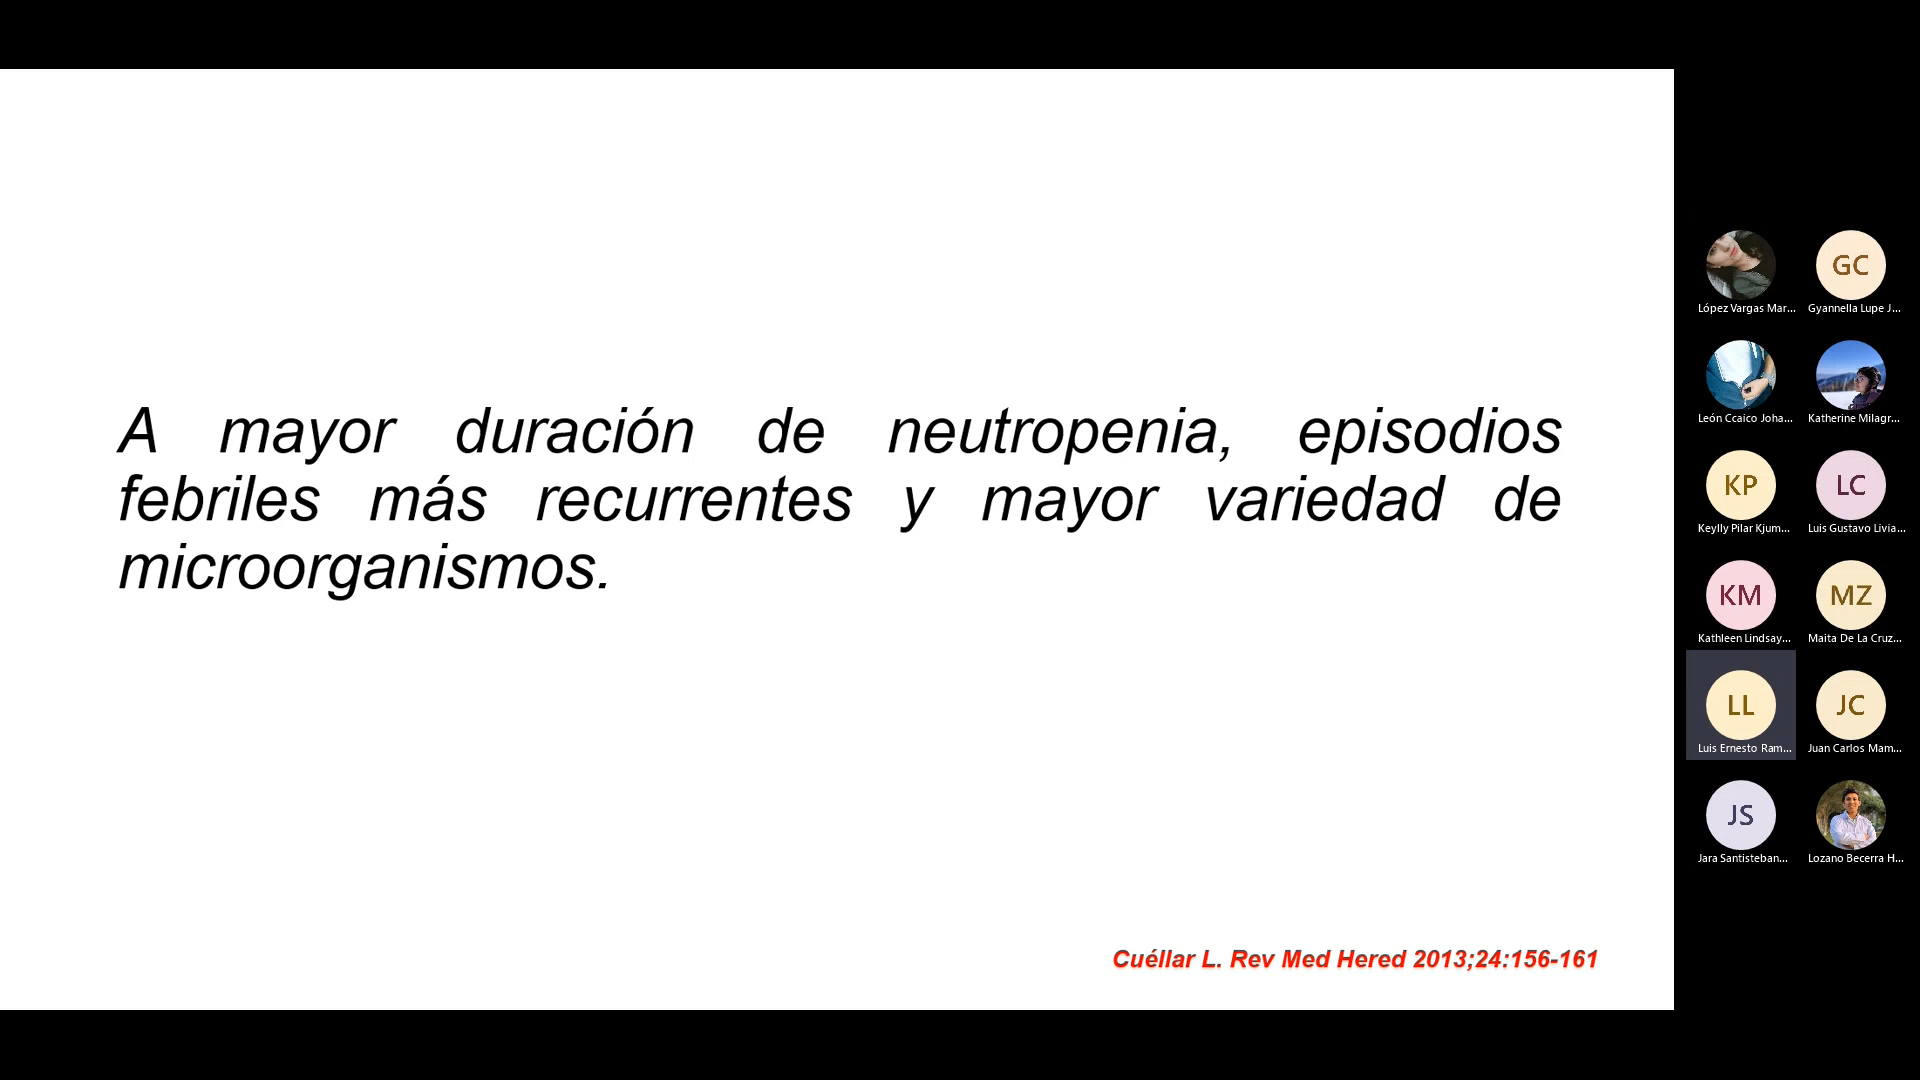 A mayor duración de neutropenia, episodios
febriles más recurrentes y mayor variedad de
microorganismos.
Cuéllar L. Rev Med Hered 2013;24:156-161
López Vargas Mar...
GC
Gyannella Lupe J...
León Ccaico Joha...
Katherine Milagr...
KP
Keylly Pilar Kjum...
LC
Luis Gustavo Livia...
KM
Kathleen Lindsay...
MZ
Maita De La Cruz...
LL
Luis Ernesto Ram...
JC
Juan Carlos Mam...
JS
Jara Santisteban...
Lozano Becerra H...